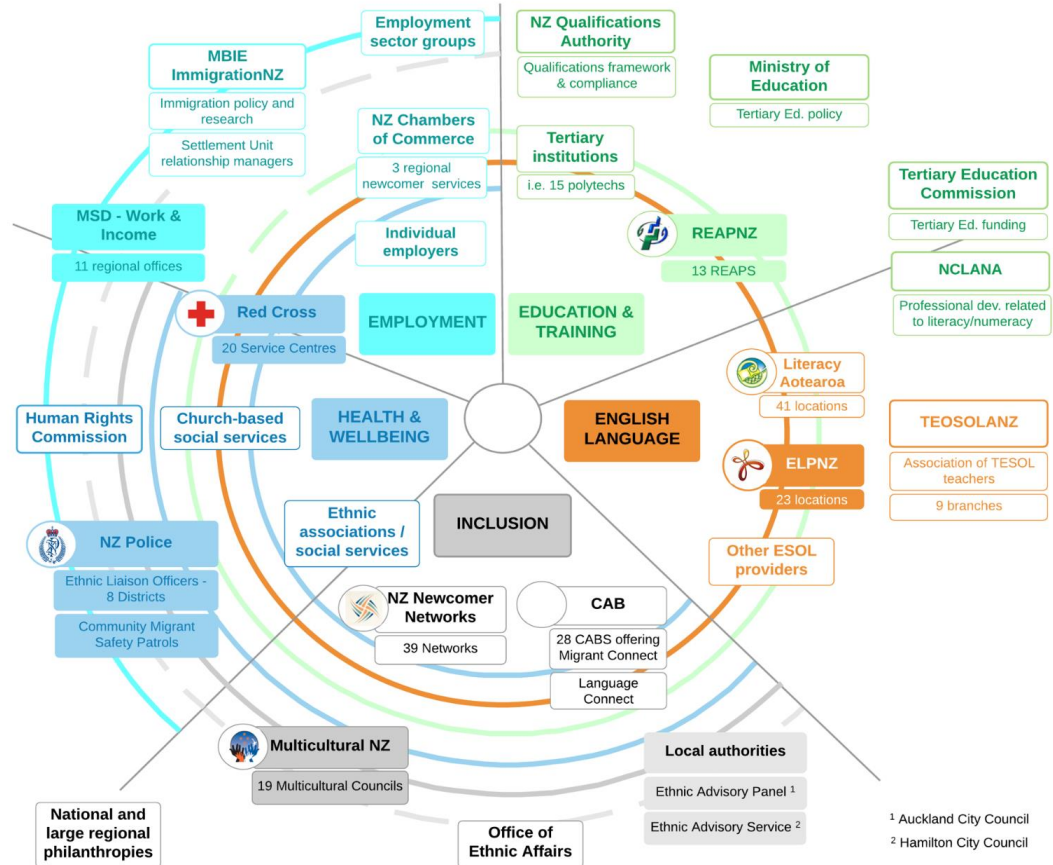 Employment
sector groups
NZ Qualifications
Authority
Qualifications framework
& compliance
MBIE
ImmigrationNZ
Immigration policy and
research
Settlement Unit
relationship managers
Ministry of
Education
Tertiary Ed. policy
NZ Chambers
of Commerce
3 regional
newcomer services
Tertiary
institutions
i.e. 15 polytechs
Tertiary Education
Commission
Tertiary Ed. funding
MSD - Work &
Income
11 regional offices
Individual
employers
REAPNZ
13 REAPS
NCLANA
Professional dev. related
to literacy/numeracy
Red Cross
20 Service Centres
EMPLOYMENT
EDUCATION &
TRAINING
Literacy
Aotearoa
41 locations
Human Rights
Commission
Church-based
social services
HEALTH &
WELLBEING
ENGLISH
LANGUAGE
TEOSOLANZ
Association of TESOL
teachers
9 branches
ELPNZ
23 locations
Ethnic
associations /
social services
INCLUSION
NZ Police
Ethnic Liaison Officers -
8 Districts
Community Migrant
Safety Patrols
Other ESOL
providers
NZ Newcomer
Networks
39 Networks
CAB
28 CABS offering
Migrant Connect
Language
Connect
Multicultural NZ
19 Multicultural Councils
Local authorities
Ethnic Advisory Panel ¹
Ethnic Advisory Service ²
National and
large regional
philanthropies
Office of
Ethnic Affairs
¹ Auckland City Council
² Hamilton City Council